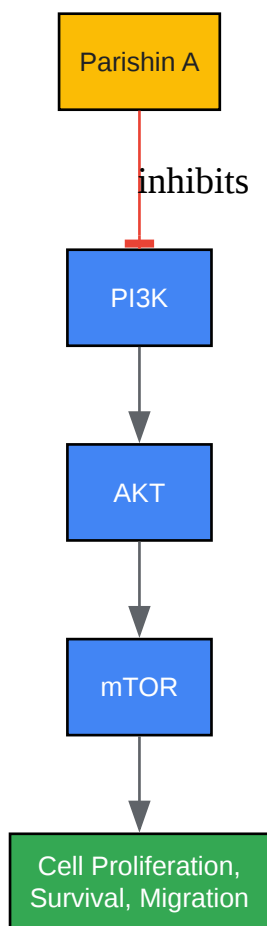 Parishin A
inhibits
PI3K
AKT
mTOR
Cell Proliferation,
Survival, Migration